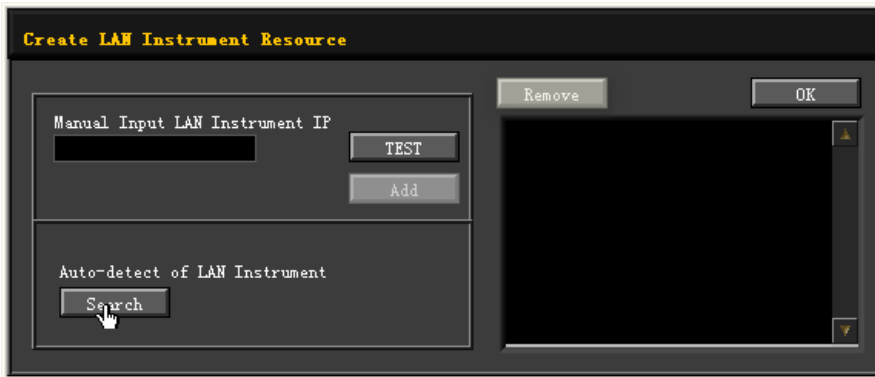 Create LAN Instrument Resource
Remove
OK
Manual Input LAN Instrument IP
TEST
Add
Auto-detect of LAN Instrument
Search